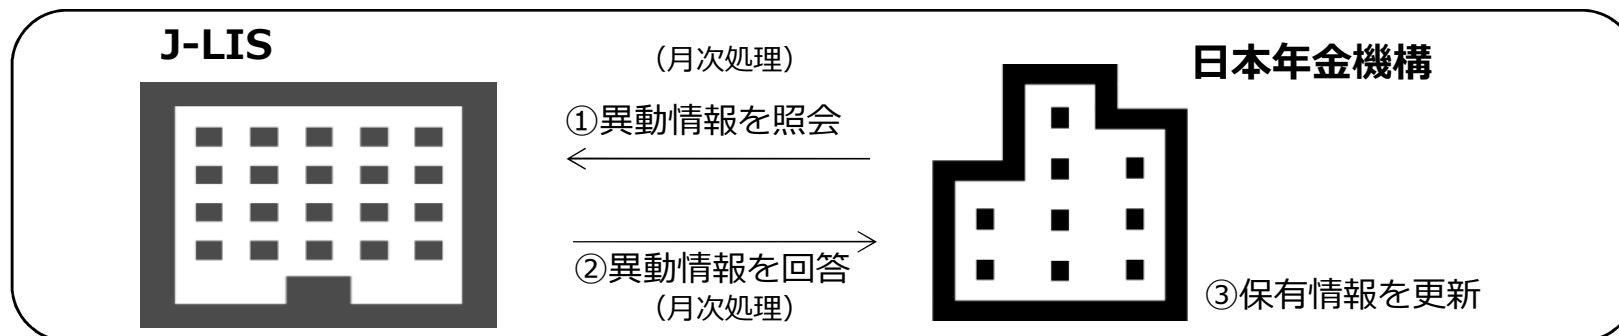 J-LIS
(月次処理)
①異動情報を照会
②異動情報を回答
(月次処理)
日本年金機構
③保有情報を更新